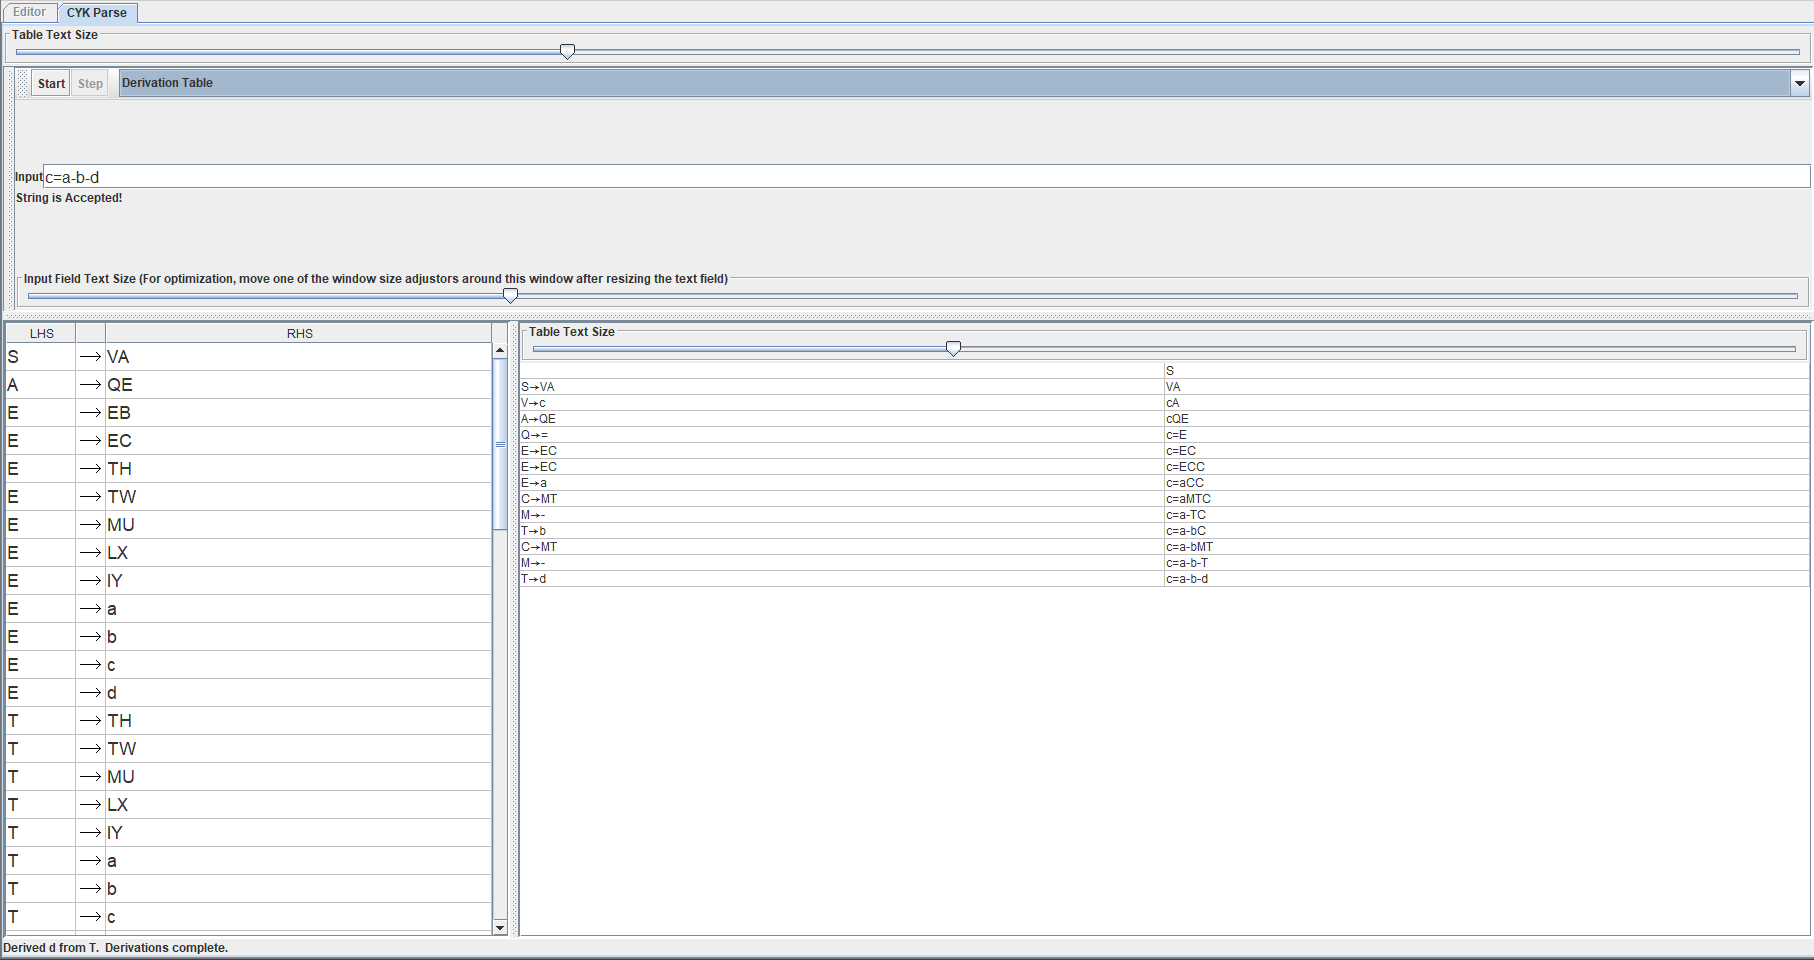 Editor CYK Parse
Table Text Size
Start Step Derivation Table
Input c=a-b-d
String is Accepted!
Input Field Text Size (For optimization, move one of the window size adjustors around this window after resizing the text field)
LHS RHS
S → VA
A → QE
E → EB
E → EC
E → TH
E → TW
E → MU
E → LX
E → IY
E → a
E → b
E → c
E → d
T → TH
T → TW
T → MU
T → LX
T → IY
T → a
T → b
T → c
Table Text Size
S
S→VA VA
V→c cA
A→QE cQE
Q→= c=E
E→EC c=EC
E→EC c=ECC
E→a c=aCC
C→MT c=aMTC
M→- c=a-TC
T→b c=a-bC
C→MT c=a-bMT
M→- c=a-b-T
T→d c=a-b-d
Derived d from T. Derivations complete.